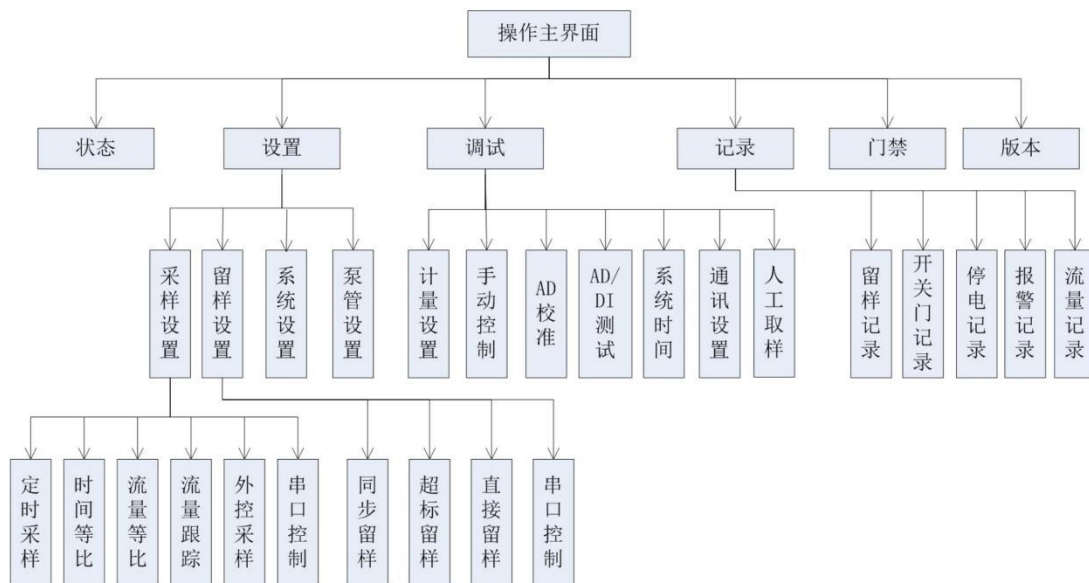 操作主界面
状态
设置
调试
记录
门禁
版本
采样设置
留样设置
系统设置
泵管设置
计量设置
手动控制
AD校准
AD/DI测试
系统时间
通讯设置
人工取样
留样记录
开关门记录
停电记录
报警记录
流量记录
定时采样
时间等比
流量等比
流量跟踪
外控采样
串口控制
同步留样
超标留样
直接留样
串口控制